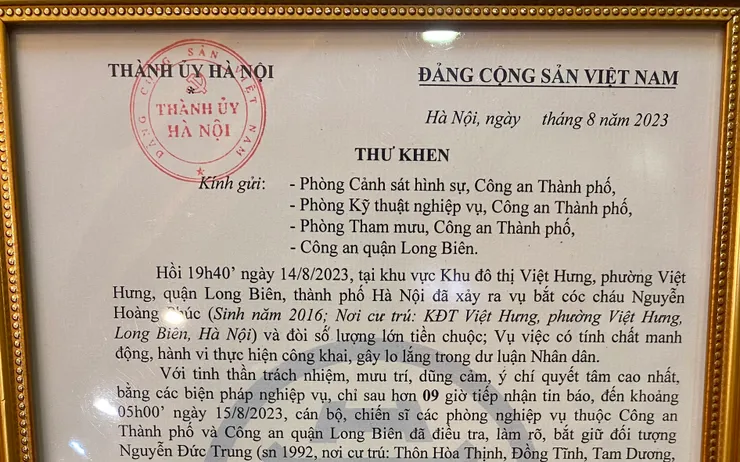 THÀNH ỦY HÀ NỘI
*
ĐẢNG CỘNG SẢN VIỆT NAM
ĐẢNG CỘNG SẢN VIỆT NAM
THÀNH ỦY
HÀ NỘI
Hà Nội, ngày tháng 8 năm 2023
THƯ KHEN
Kính gửi: - Phòng Cảnh sát hình sự, Công an Thành phố,
- Phòng Kỹ thuật nghiệp vụ, Công an Thành phố,
- Phòng Tham mưu, Công an Thành phố,
- Công an quận Long Biên.
Hồi 19h40’ ngày 14/8/2023, tại khu vực Khu đô thị Việt Hưng, phường Việt
Hưng, quận Long Biên, thành phố Hà Nội đã xảy ra vụ bắt cóc cháu Nguyễn
Hoàng (Sinh năm 2016; Nơi cư trú: KĐT Việt Hưng, phường Việt Hưng,
Long Biên, Hà Nội) và đòi số lượng lớn tiền chuộc; Vụ việc có tính chất manh
động, hành vi thực hiện công khai, gây lo lắng trong dư luận Nhân dân.
Với tinh thần trách nhiệm, mưu trí, dũng cảm, ý chí quyết tâm cao nhất,
bằng các biện pháp nghiệp vụ, chỉ sau hơn 09 giờ tiếp nhận tin báo, đến khoảng
05h00’ ngày 15/8/2023, cán bộ, chiến sĩ các phòng nghiệp vụ thuộc Công an
Thành phố và Công an quận Long Biên đã điều tra, làm rõ, bắt giữ đối tượng
Nguyễn Đức Trung (sn 1992, nơi cư trú: Thôn Hòa Thịnh, Đồng Tĩnh, Tam Dương,